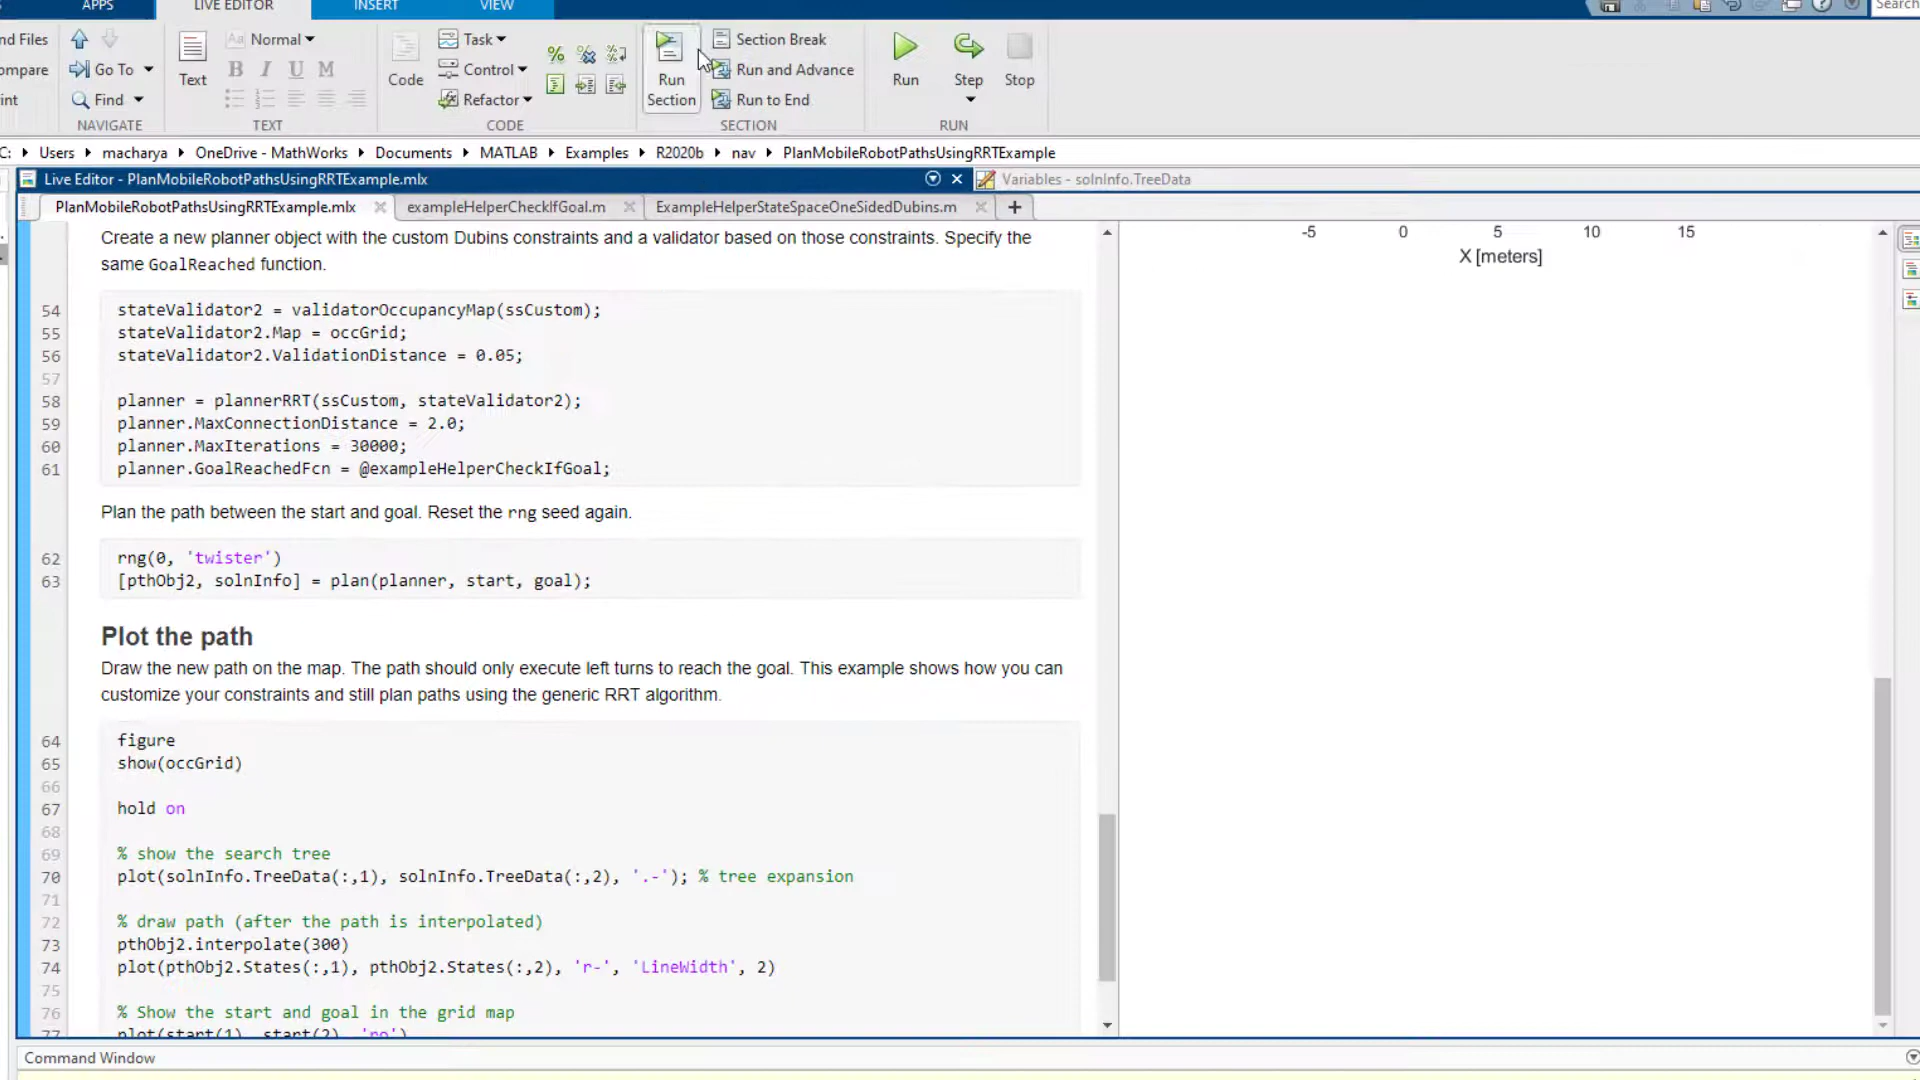 APPS LIVE EDITOR INSERT VIEW
Search
nd Files Go To Find
ompare
int
NAVIGATE
Text Aa Normal
B I U M
TEXT
Code Task
Control
Refactor
CODE
Run Section
Section Break
Run and Advance
Run to End
SECTION
Run Step Stop
RUN
C: Users macharya OneDrive - MathWorks Documents MATLAB Examples R2020b nav PlanMobileRobotPathsUsingRRTExample
Live Editor - PlanMobileRobotPathsUsingRRTExample.mlx
Variables - solnInfo.TreeData
PlanMobileRobotPathsUsingRRTExample.mlx exampleHelperCheckIfGoal.m ExampleHelperStateSpaceOneSidedDubins.m
Create a new planner object with the custom Dubins constraints and a validator based on those constraints. Specify the
same GoalReached function.
54 stateValidator2 = validatorOccupancyMap(ssCustom);
55 stateValidator2.Map = occGrid;
56 stateValidator2.ValidationDistance = 0.05;
57
58 planner = plannerRRT(ssCustom, stateValidator2);
59 planner.MaxConnectionDistance = 2.0;
60 planner.MaxIterations = 30000;
61 planner.GoalReachedFcn = @exampleHelperCheckIfGoal;
Plan the path between the start and goal. Reset the rng seed again.
62 rng(0, 'twister')
63 [pthObj2, solnInfo] = plan(planner, start, goal);
Plot the path
Draw the new path on the map. The path should only execute left turns to reach the goal. This example shows how you can
customize your constraints and still plan paths using the generic RRT algorithm.
64 figure
65 show(occGrid)
66
67 hold on
68
69 % show the search tree
70 plot(solnInfo.TreeData(:,1), solnInfo.TreeData(:,2), '.-'); % tree expansion
71
72 % draw path (after the path is interpolated)
73 pthObj2.interpolate(300)
74 plot(pthObj2.States(:,1), pthObj2.States(:,2), 'r-', 'LineWidth', 2)
75
76 % Show the start and goal in the grid map
77 plot(start(1), start(2), 'ro')
-5 0 5 10 15
X [meters]
Command Window